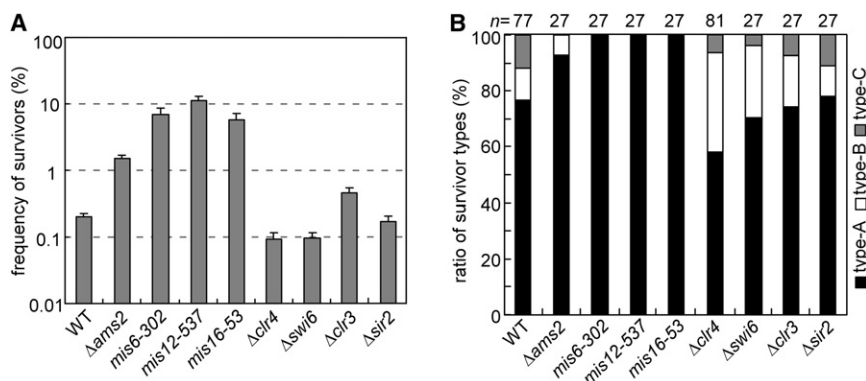 A
frequency of survivors (%)
100
10
1
0.1
0.01
WT
Δams2
mis6-302
mis12-537
mis16-53
Δclr4
Δswi6
Δclr3
Δsir2
B
n= 77 27 27 27 27 81 27 27 27
ratio of survivor types (%)
100
80
60
40
20
0
WT
Δams2
mis6-302
mis12-537
mis16-53
Δclr4
Δswi6
Δclr3
Δsir2
type-A type-B type-C